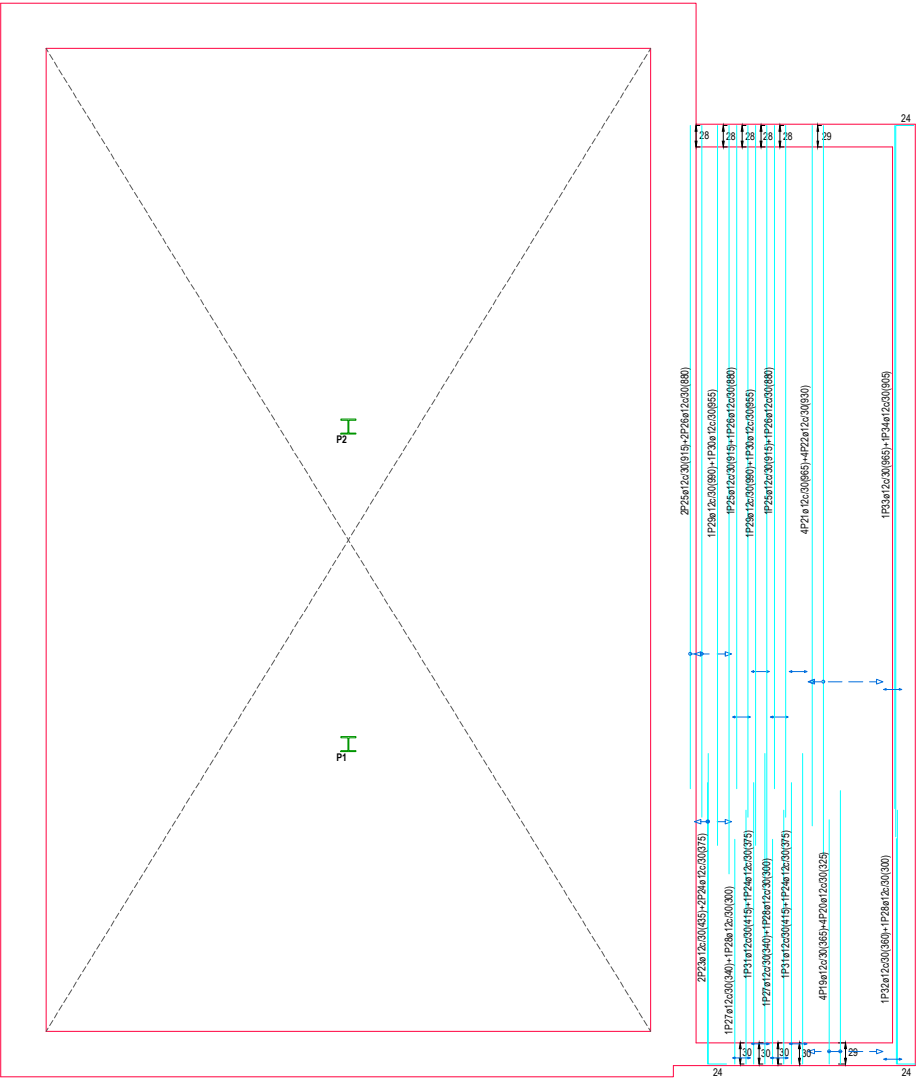 24
28
28
28
28
28
29
2P25ø12c/30(915)+2P26ø12c/30(880)
1P29ø12c/30(990)+1P30ø12c/30(955)
1P25ø12c/30(915)+1P26ø12c/30(880)
1P29ø12c/30(990)+1P30ø12c/30(955)
1P25ø12c/30(915)+1P26ø12c/30(880)
4P21ø12c/30(965)+4P22ø12c/30(930)
1P33ø12c/30(965)+1P34ø12c/30(905)
P2
P1
2P23ø12c/30(435)+2P24ø12c/30(375)
1P27ø12c/30(340)+1P28ø12c/30(300)
1P31ø12c/30(415)+1P24ø12c/30(375)
1P27ø12c/30(340)+1P28ø12c/30(300)
1P31ø12c/30(415)+1P24ø12c/30(375)
4P19ø12c/30(365)+4P20ø12c/30(325)
1P32ø12c/30(360)+1P28ø12c/30(300)
30
30
30
30
29
24
24